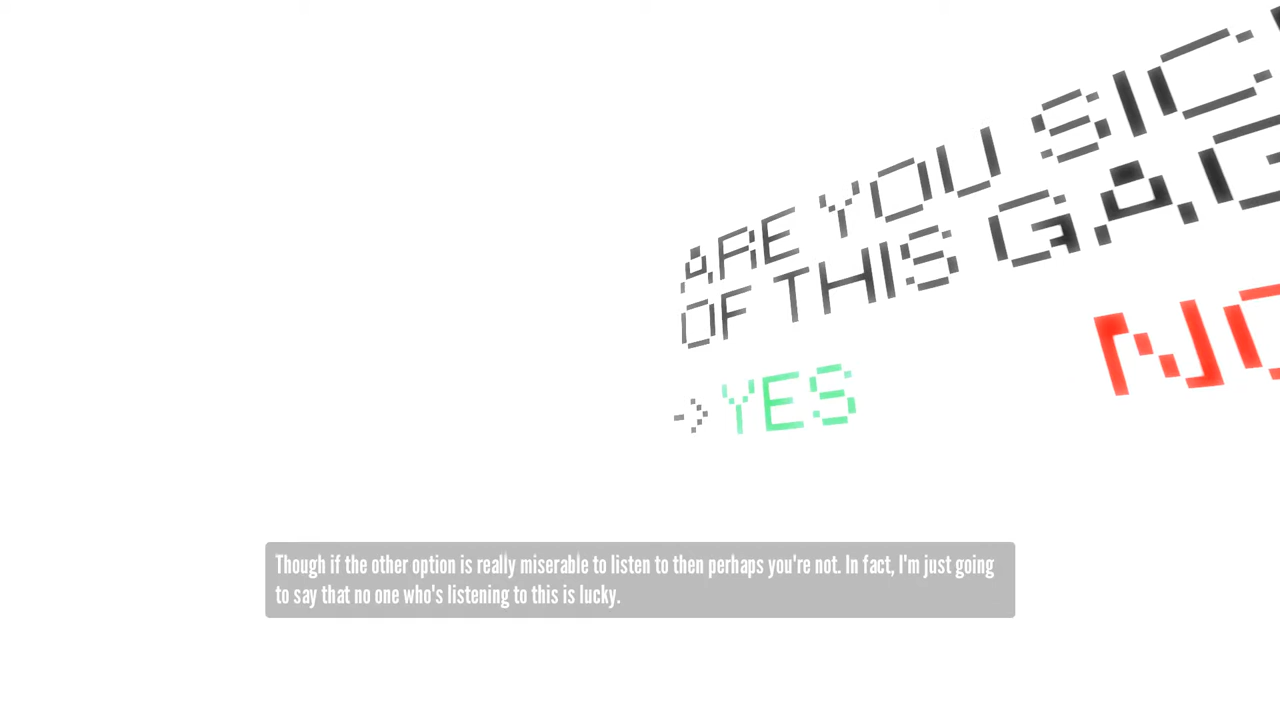 ARE YOU SIC
OF THIS GAG
→YES NO
Though if the other option is really miserable to listen to then perhaps you're not. In fact, I'm just going
to say that no one who's listening to this is lucky.